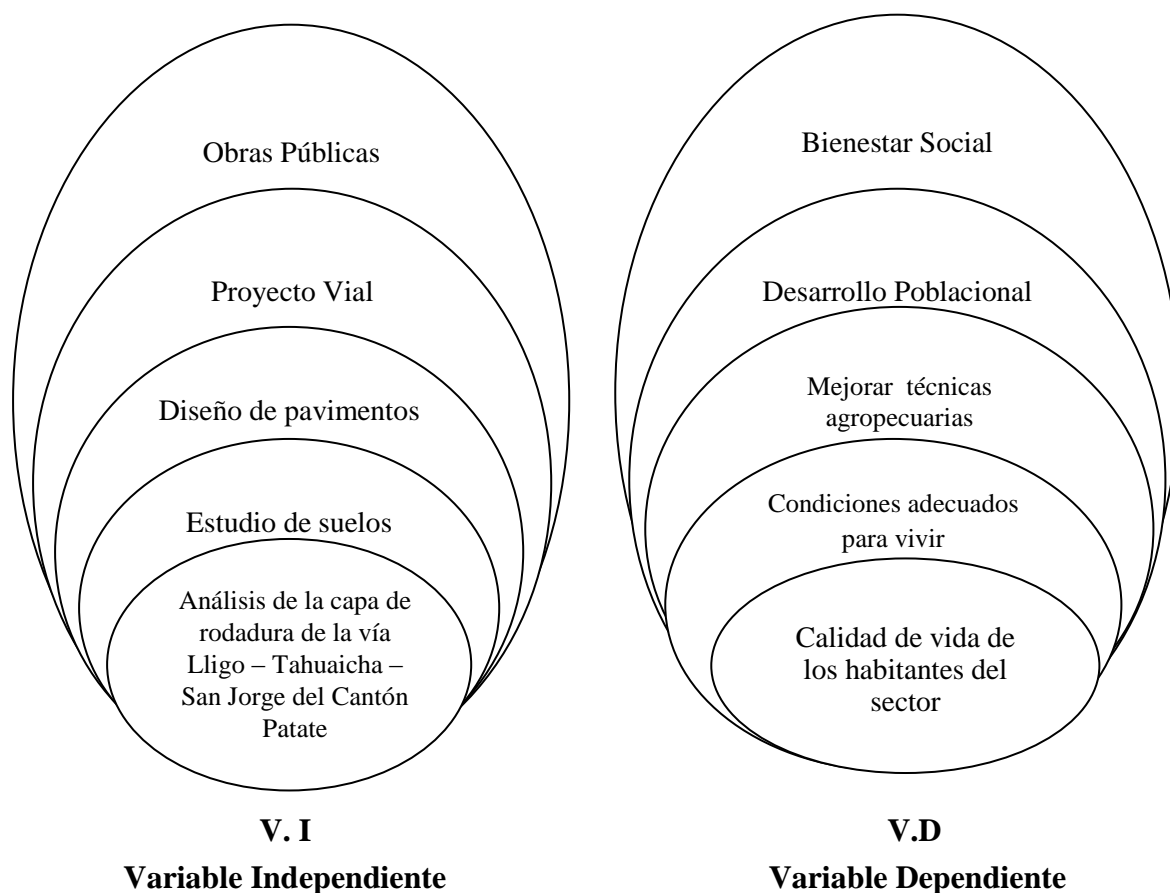 Obras Públicas
Proyecto Vial
Diseño de pavimentos
Estudio de suelos
Análisis de la capa de
rodadura de la vía
Lligo – Tahuaicha –
San Jorge del Cantón
Patate
V. I
Variable Independiente
Bienestar Social
Desarrollo Poblacional
Mejorar técnicas
agropecuarias
Condiciones adecuados
para vivir
Calidad de vida de
los habitantes del
sector
V.D
Variable Dependiente